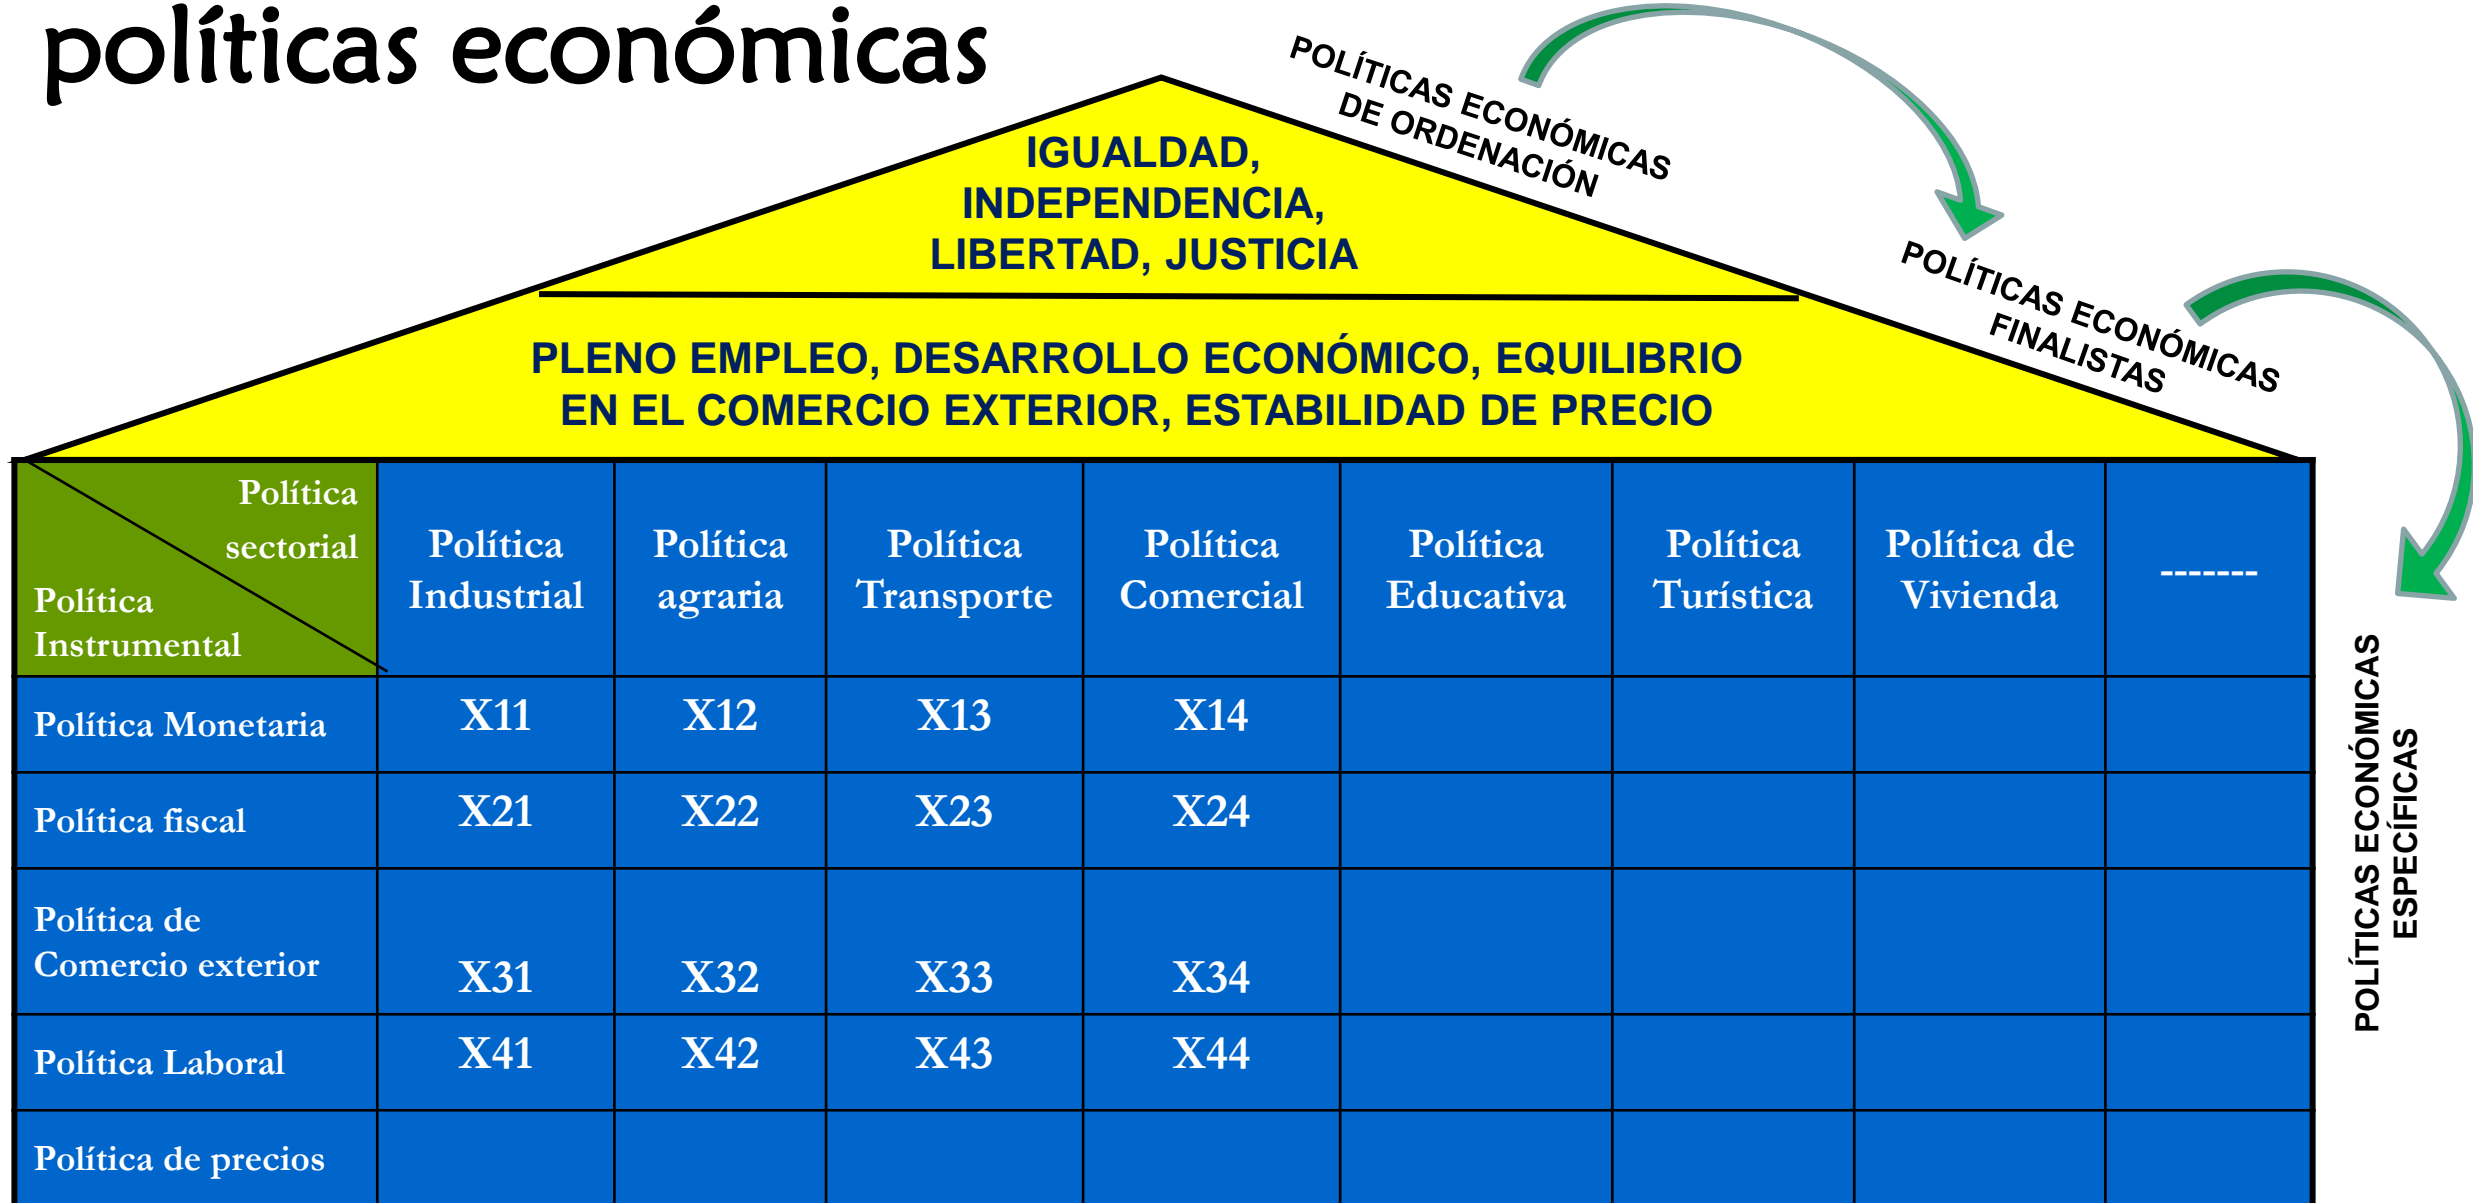 políticas económicas
POLÍTICAS ECONÓMICAS
DE ORDENACIÓN
IGUALDAD,
INDEPENDENCIA,
LIBERTAD, JUSTICIA
POLÍTICAS ECONÓMICAS
FINALISTAS
PLENO EMPLEO, DESARROLLO ECONÓMICO, EQUILIBRIO
EN EL COMERCIO EXTERIOR, ESTABILIDAD DE PRECIO
Política
sectorial
Política
Instrumental
Política
Industrial
Política
agraria
Política
Transporte
Política
Comercial
Política
Educativa
Política
Turística
Política de
Vivienda
-------
POLÍTICAS ECONÓMICAS
ESPECÍFICAS
Política Monetaria
X11
X12
X13
X14
Política fiscal
X21
X22
X23
X24
Política de
Comercio exterior
X31
X32
X33
X34
Política Laboral
X41
X42
X43
X44
Política de precios